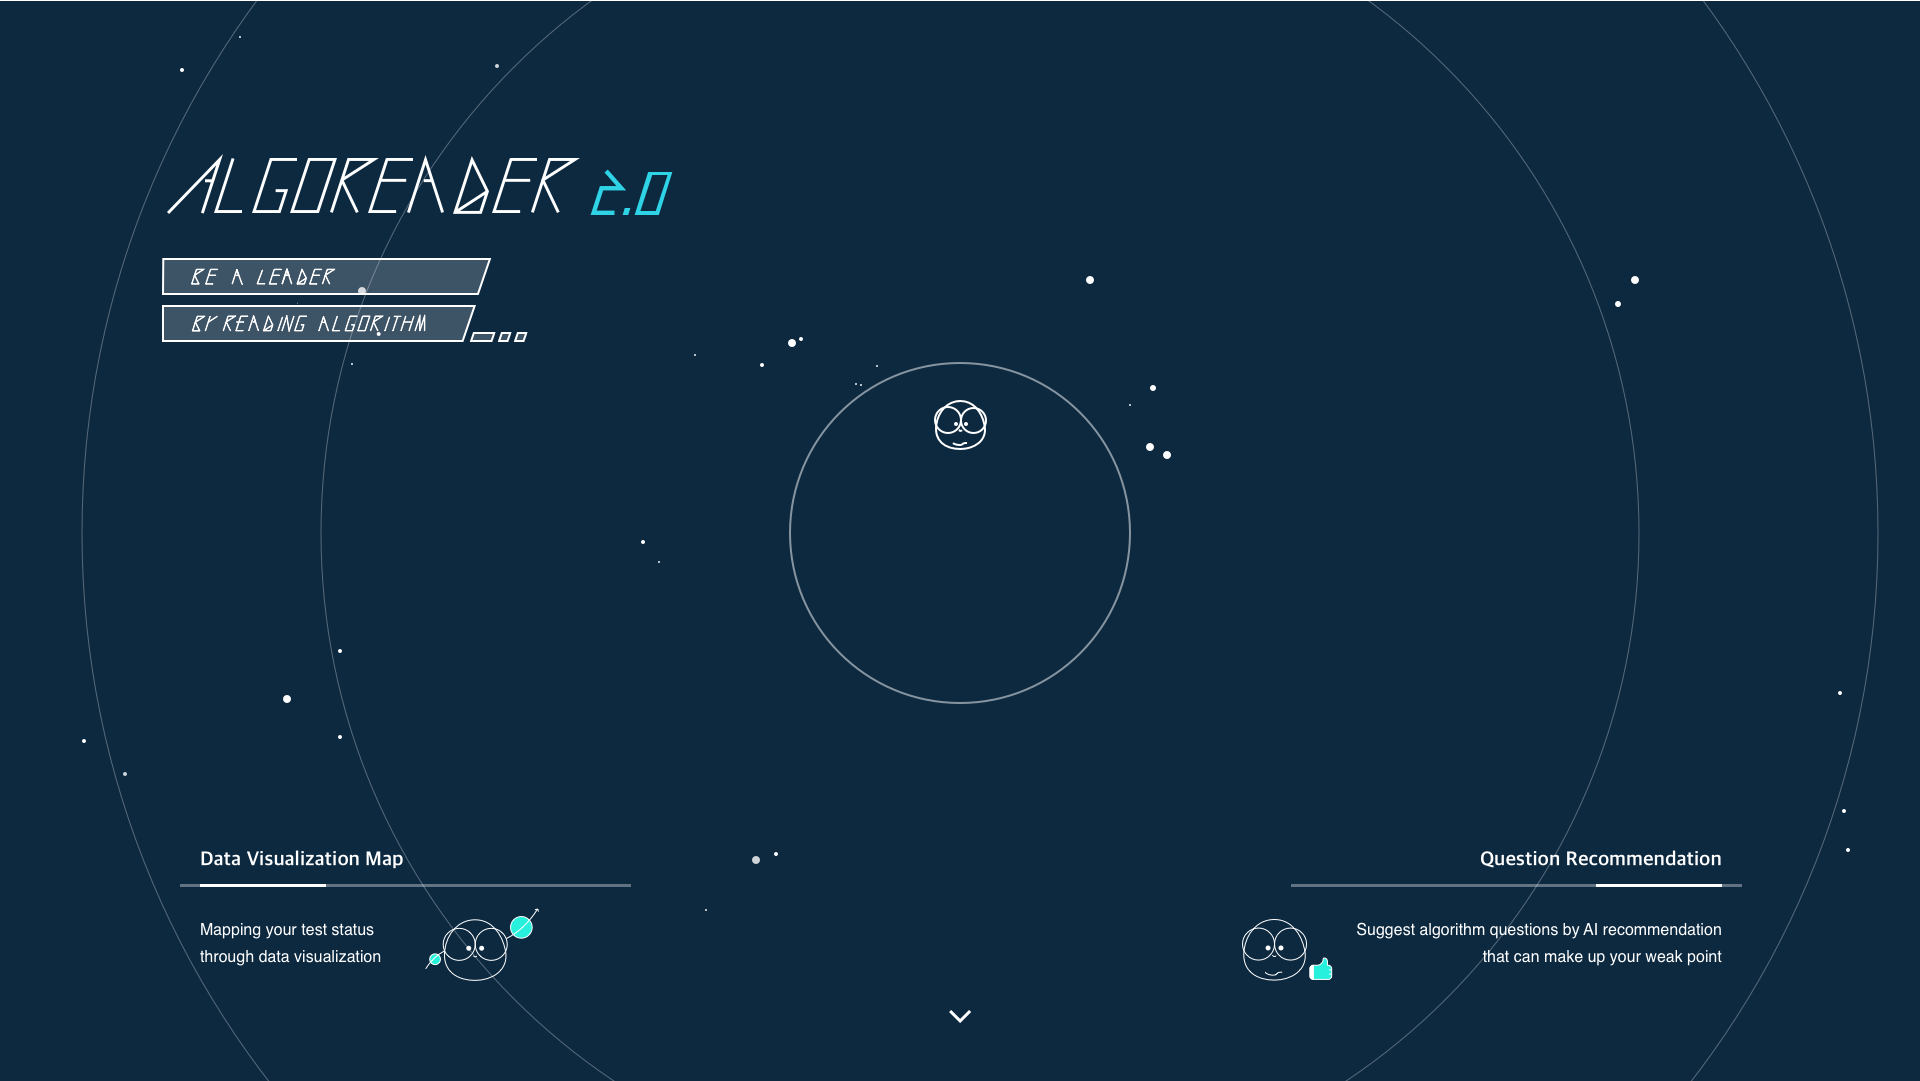 ALGOREADER 2.0
BE A LEADER
BY READING ALGORITHM
Data Visualization Map
Mapping your test status
through data visualization
Question Recommendation
Suggest algorithm questions by AI recommendation
that can make up your weak point